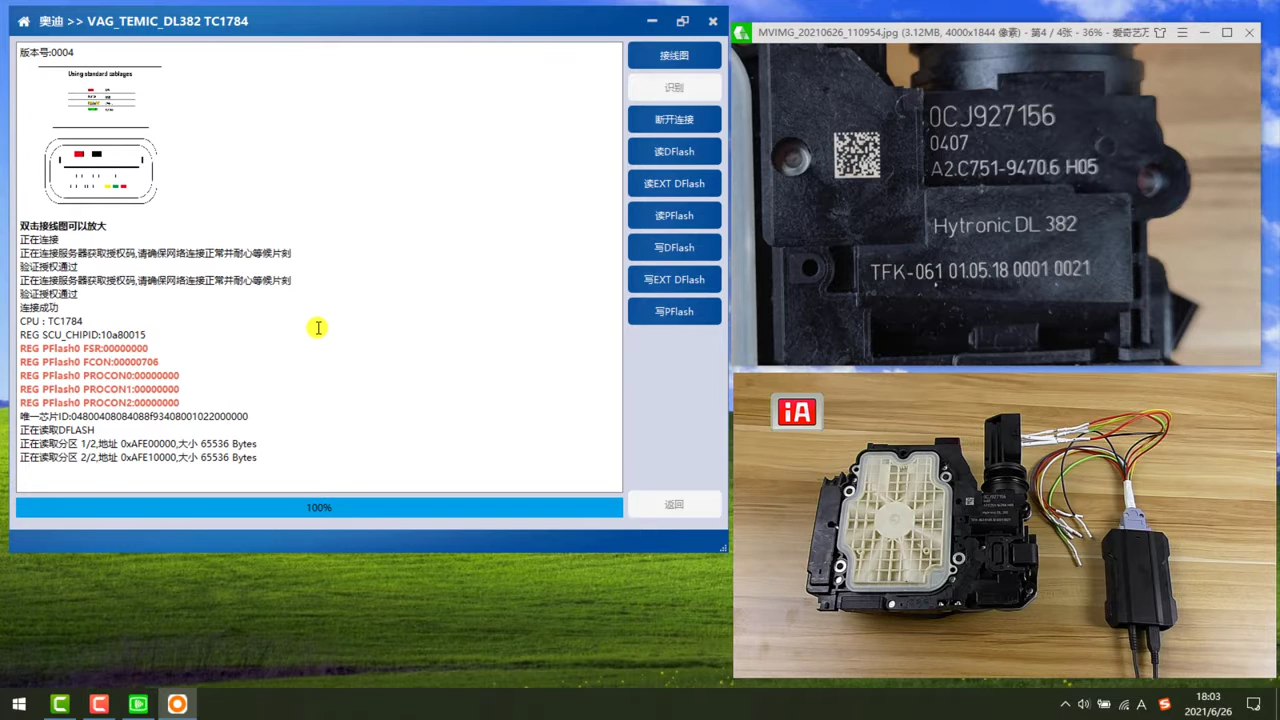 奥迪 >> VAG_TEMIC_DL382 TC1784
版本号:0004
Using standard cablages
双击接线图可以放大
正在连接
正在连接服务器获取授权码,请确保网络连接正常并耐心等候片刻
验证授权通过
正在连接服务器获取授权码,请确保网络连接正常并耐心等候片刻
验证授权通过
连接成功
CPU : TC1784
REG SCU_CHIPID:10a80015
REG PFlash0 FSR:00000000
REG PFlash0 FCON:00000706
REG PFlash0 PROCON0:00000000
REG PFlash0 PROCON1:00000000
REG PFlash0 PROCON2:00000000
唯一芯片ID:04800408084088f93408001022000000
正在读取DFLASH
正在读取分区 1/2,地址 0xAFE00000,大小 65536 Bytes
正在读取分区 2/2,地址 0xAFE10000,大小 65536 Bytes
100%
接线图
识别
断开连接
读DFlash
读EXT DFlash
读PFlash
写DFlash
写EXT DFlash
写PFlash
返回
MVIMG_20210626_110954.jpg (3.12MB, 4000x1844 像素) - 第4 / 4张 - 36% - 爱奇艺万
0CJ927156
0407
A2.C751-9470.6 H05
Hytronic DL 382
TFK-061 01.05.18 0001 0021
iA
0CJ927156
0407
Hytronic DL 382
A
18:03
2021/6/26